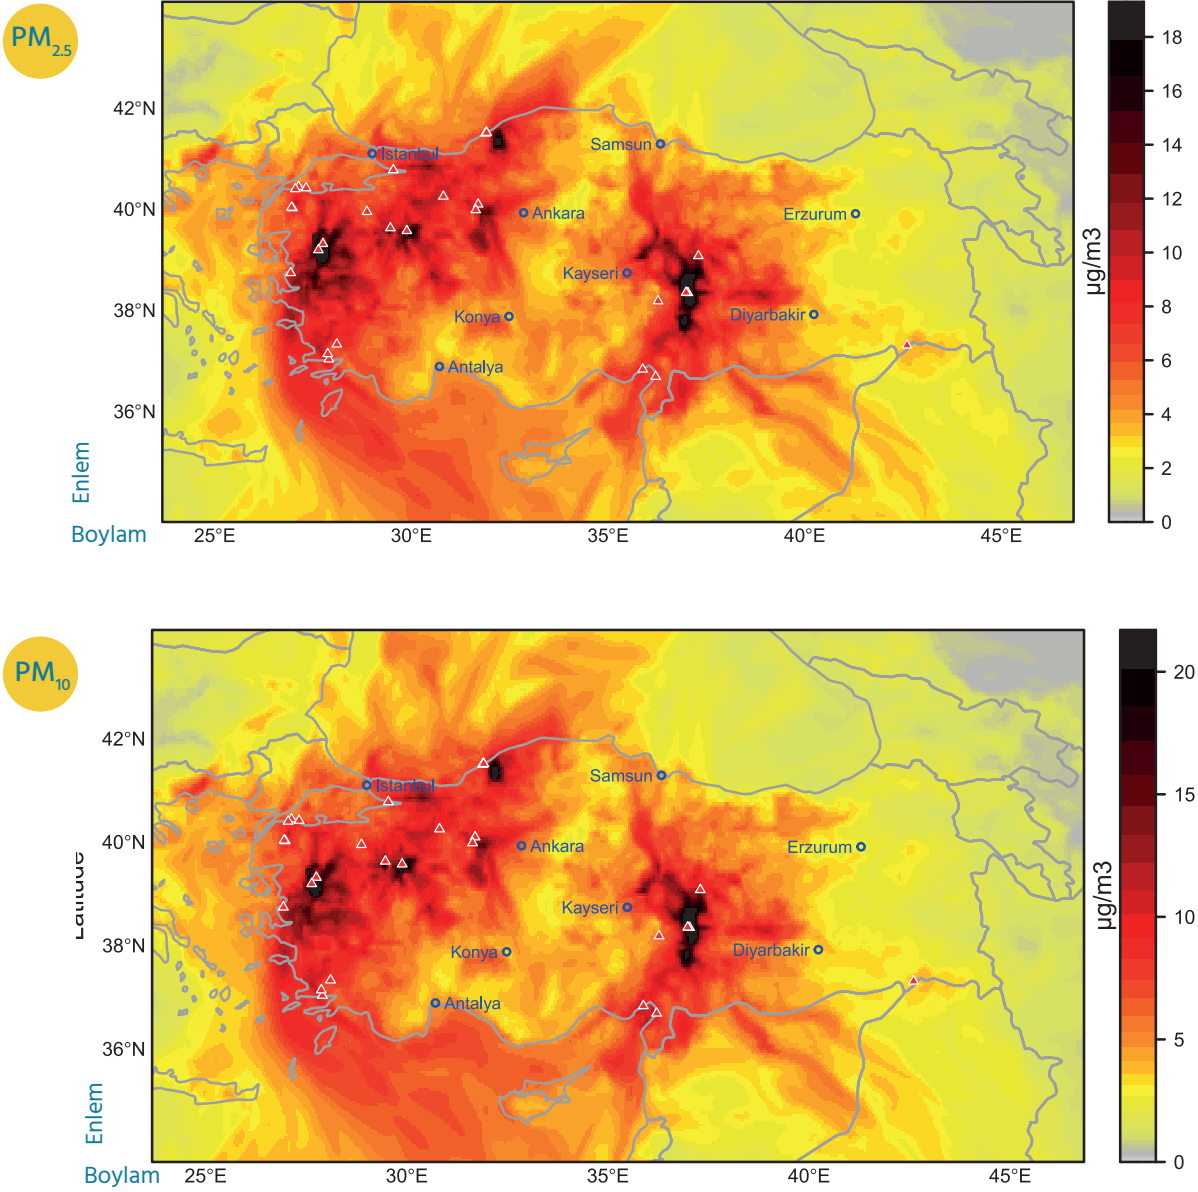 PM2.5
18
16
14
12
10
8
6
4
2
0
µg/m3
42°N
40°N
38°N
36°N
Istanbul
Samsun
Ankara
Erzurum
Kayseri
Konya
Diyarbakir
Antalya
Enlem
Boylam
25°E
30°E
35°E
40°E
45°E
PM10
20
15
10
5
0
µg/m3
42°N
40°N
38°N
36°N
Latitude
Istanbul
Samsun
Ankara
Erzurum
Kayseri
Konya
Diyarbakir
Antalya
Enlem
Boylam
25°E
30°E
35°E
40°E
45°E